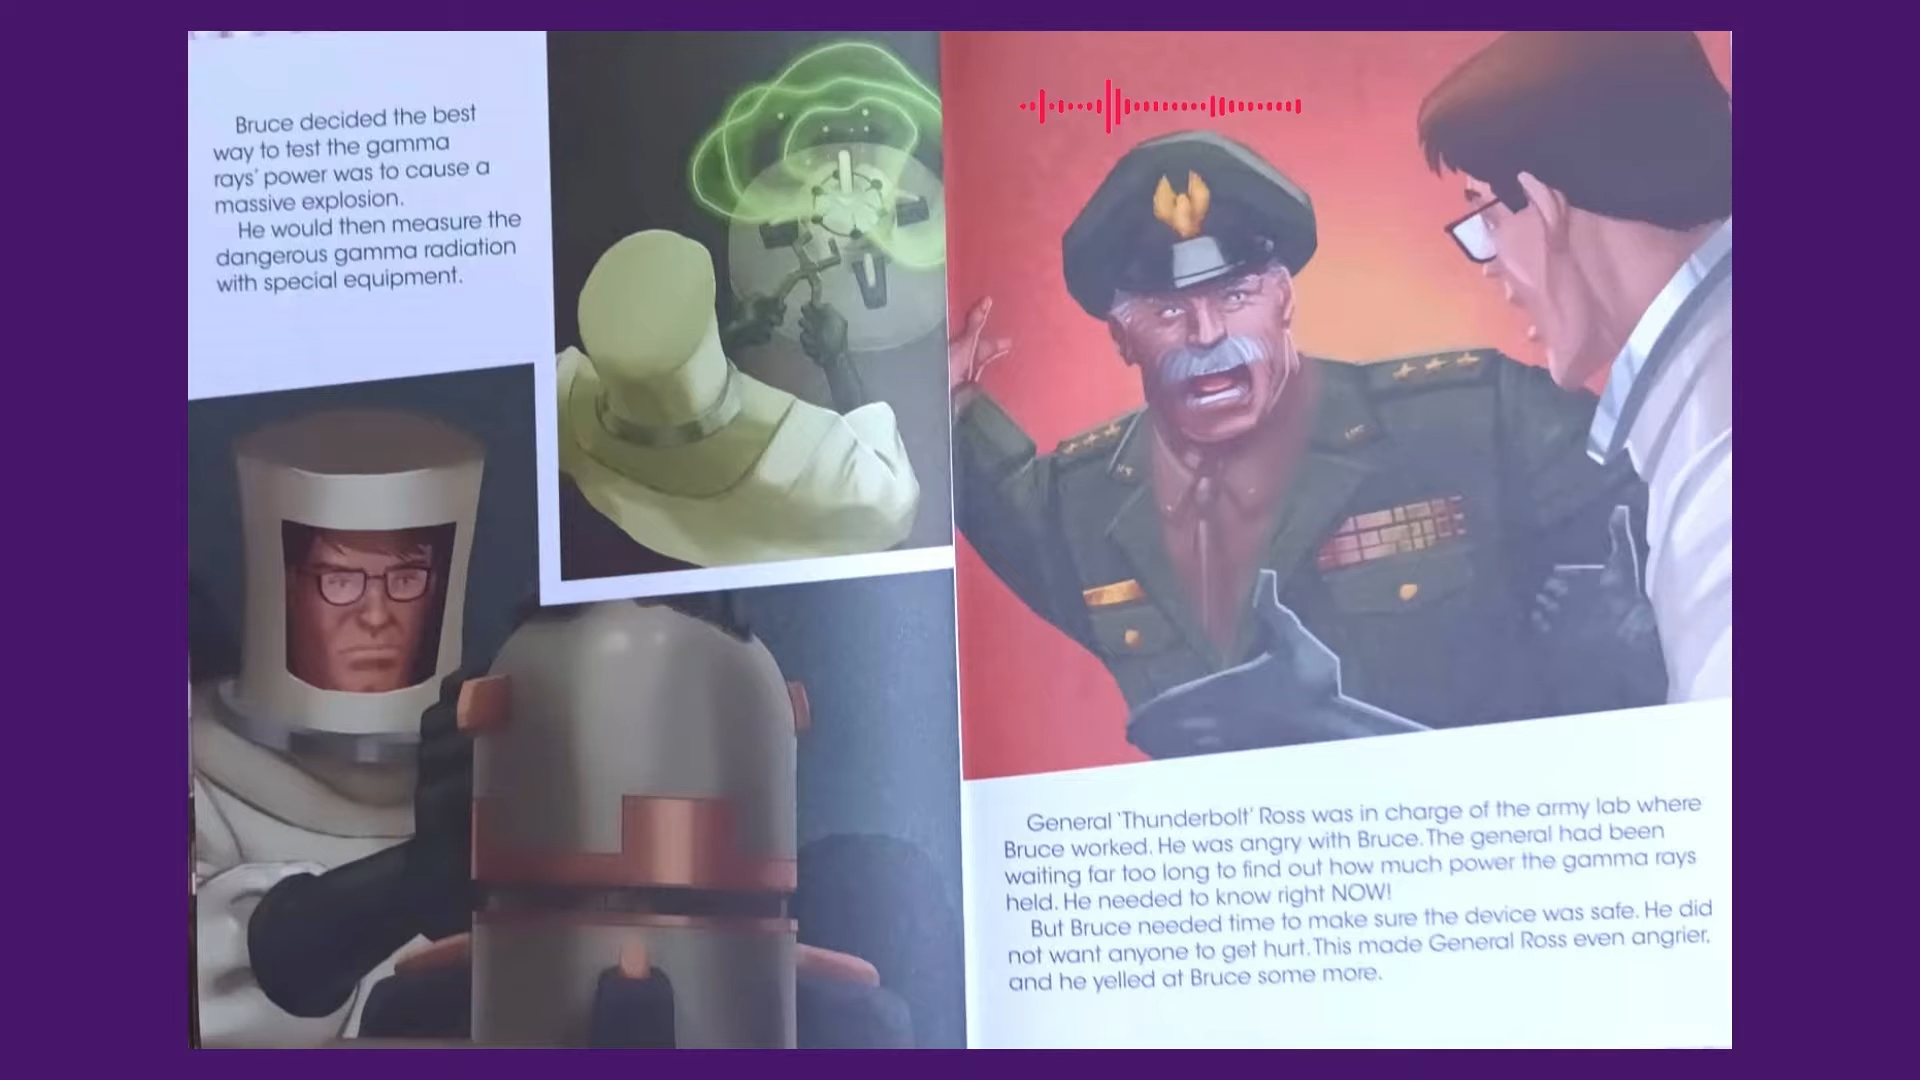 Bruce decided the best
way to test the gamma
rays' power was to cause a
massive explosion.
He would then measure the
dangerous gamma radiation
with special equipment.
General 'Thunderbolt' Ross was in charge of the army lab where
Bruce worked. He was angry with Bruce. The general had been
waiting far too long to find out how much power the gamma rays
held. He needed to know right NOW!
But Bruce needed time to make sure the device was safe. He did
not want anyone to get hurt. This made General Ross even angrier,
and he yelled at Bruce some more.